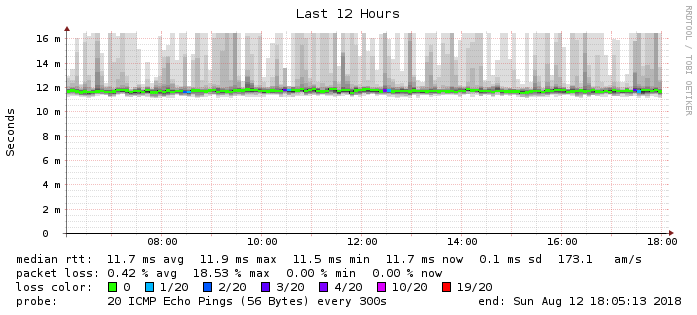 Last 12 Hours
RRDTOOL / TOBI OETIKER
Seconds
16 m
14 m
12 m
10 m
8 m
6 m
4 m
2 m
0
08:00 10:00 12:00 14:00 16:00 18:00
median rtt: 11.7 ms avg 11.9 ms max 11.5 ms min 11.7 ms now 0.1 ms sd 173.1 am/s
packet loss: 0.42 % avg 18.53 % max 0.00 % min 0.00 % now
loss color: 0 1/20 2/20 3/20 4/20 10/20 19/20
probe: 20 ICMP Echo Pings (56 Bytes) every 300s end: Sun Aug 12 18:05:13 2018